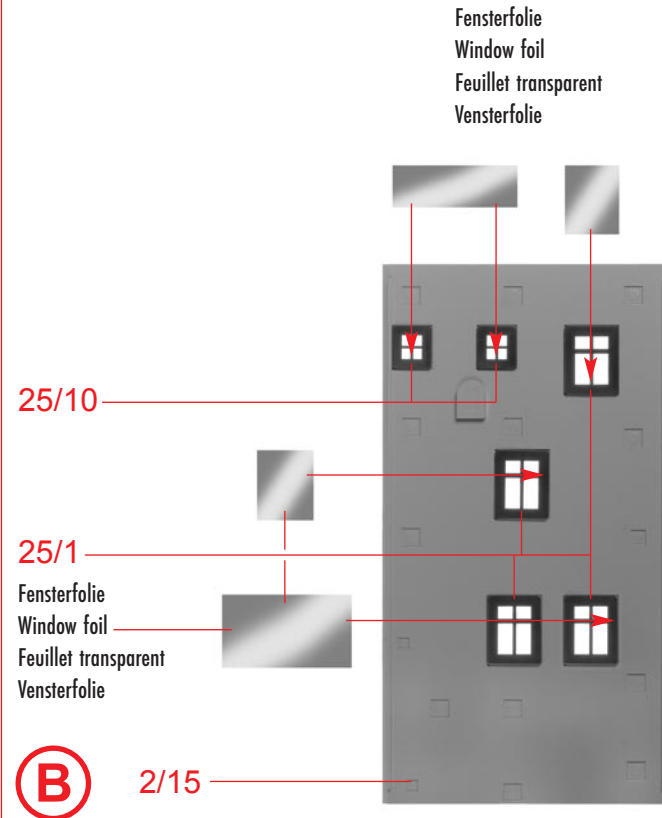 Fensterfolie
Window foil
Feuillet transparent
Vensterfolie
25/10
25/1
Fensterfolie
Window foil
Feuillet transparent
Vensterfolie
B
2/15